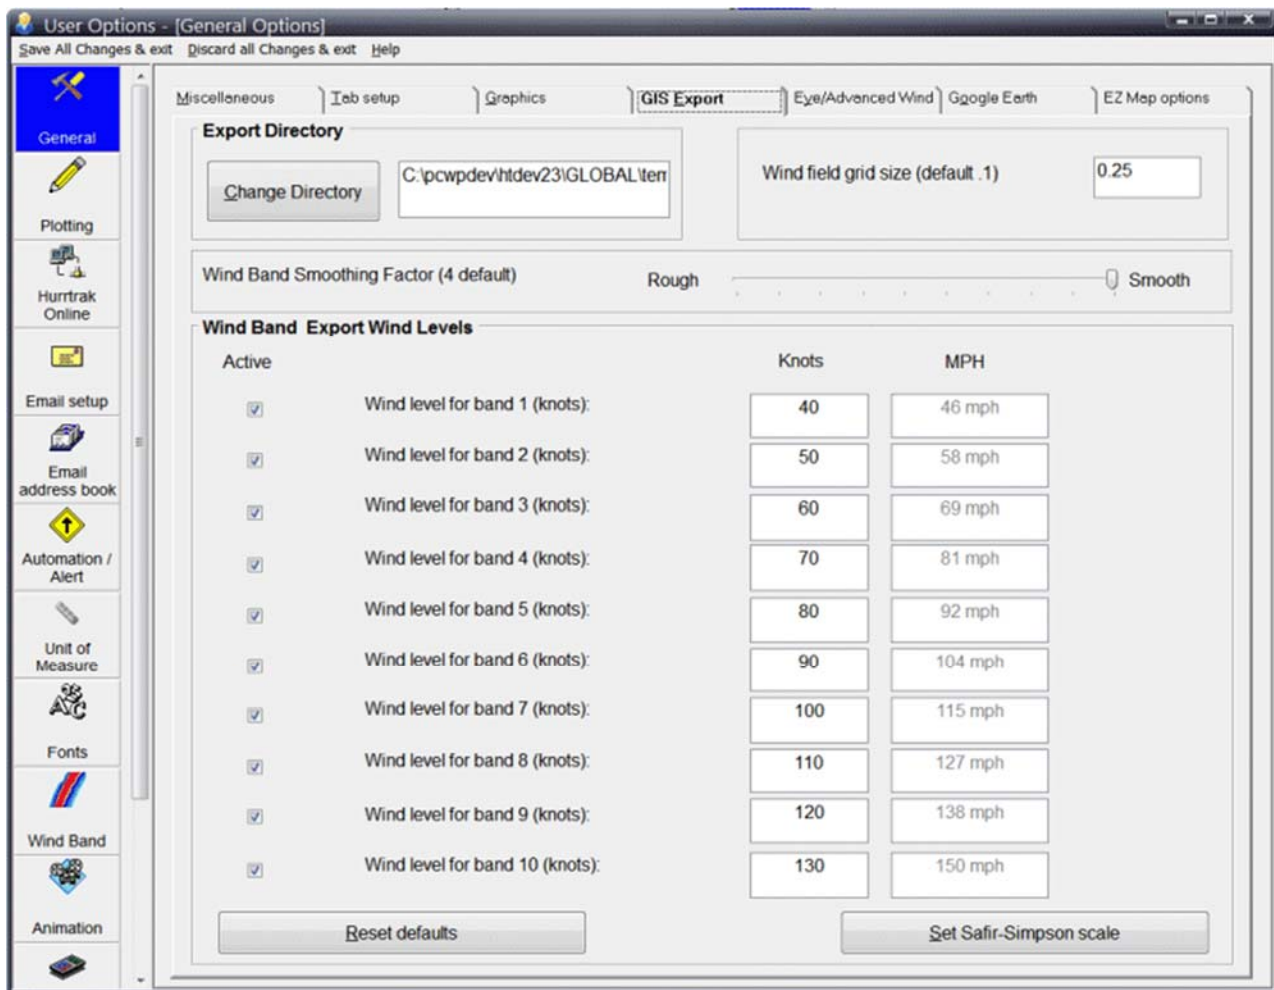 User Options - [General Options]
Save All Changes & exit Discard all Changes & exit Help
General
Plotting
Hurrtrak
Online
Email setup
Email
address book
Automation /
Alert
Unit of
Measure
Fonts
Wind Band
Animation
Miscellaneous Tab setup Graphics GIS Export Eye/Advanced Wind Google Earth EZ Map options
Export Directory
Change Directory C:\pcwpdev\htdev23\GLOBAL\tem
Wind field grid size (default .1) 0.25
Wind Band Smoothing Factor (4 default) Rough Smooth
Wind Band Export Wind Levels
Active Knots MPH
Wind level for band 1 (knots): 40 46 mph
Wind level for band 2 (knots): 50 58 mph
Wind level for band 3 (knots): 60 69 mph
Wind level for band 4 (knots): 70 81 mph
Wind level for band 5 (knots): 80 92 mph
Wind level for band 6 (knots): 90 104 mph
Wind level for band 7 (knots): 100 115 mph
Wind level for band 8 (knots): 110 127 mph
Wind level for band 9 (knots): 120 138 mph
Wind level for band 10 (knots): 130 150 mph
Reset defaults Set Safir-Simpson scale